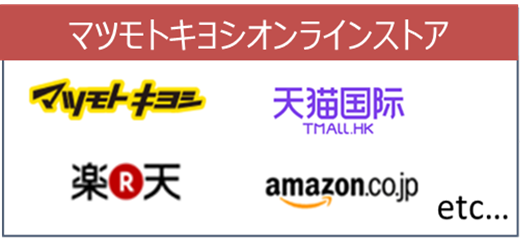 マツモトキヨシオンラインストア
マツモトキヨシ
天猫国际
TMALL.HK
楽R天
amazon.co.jp
etc...